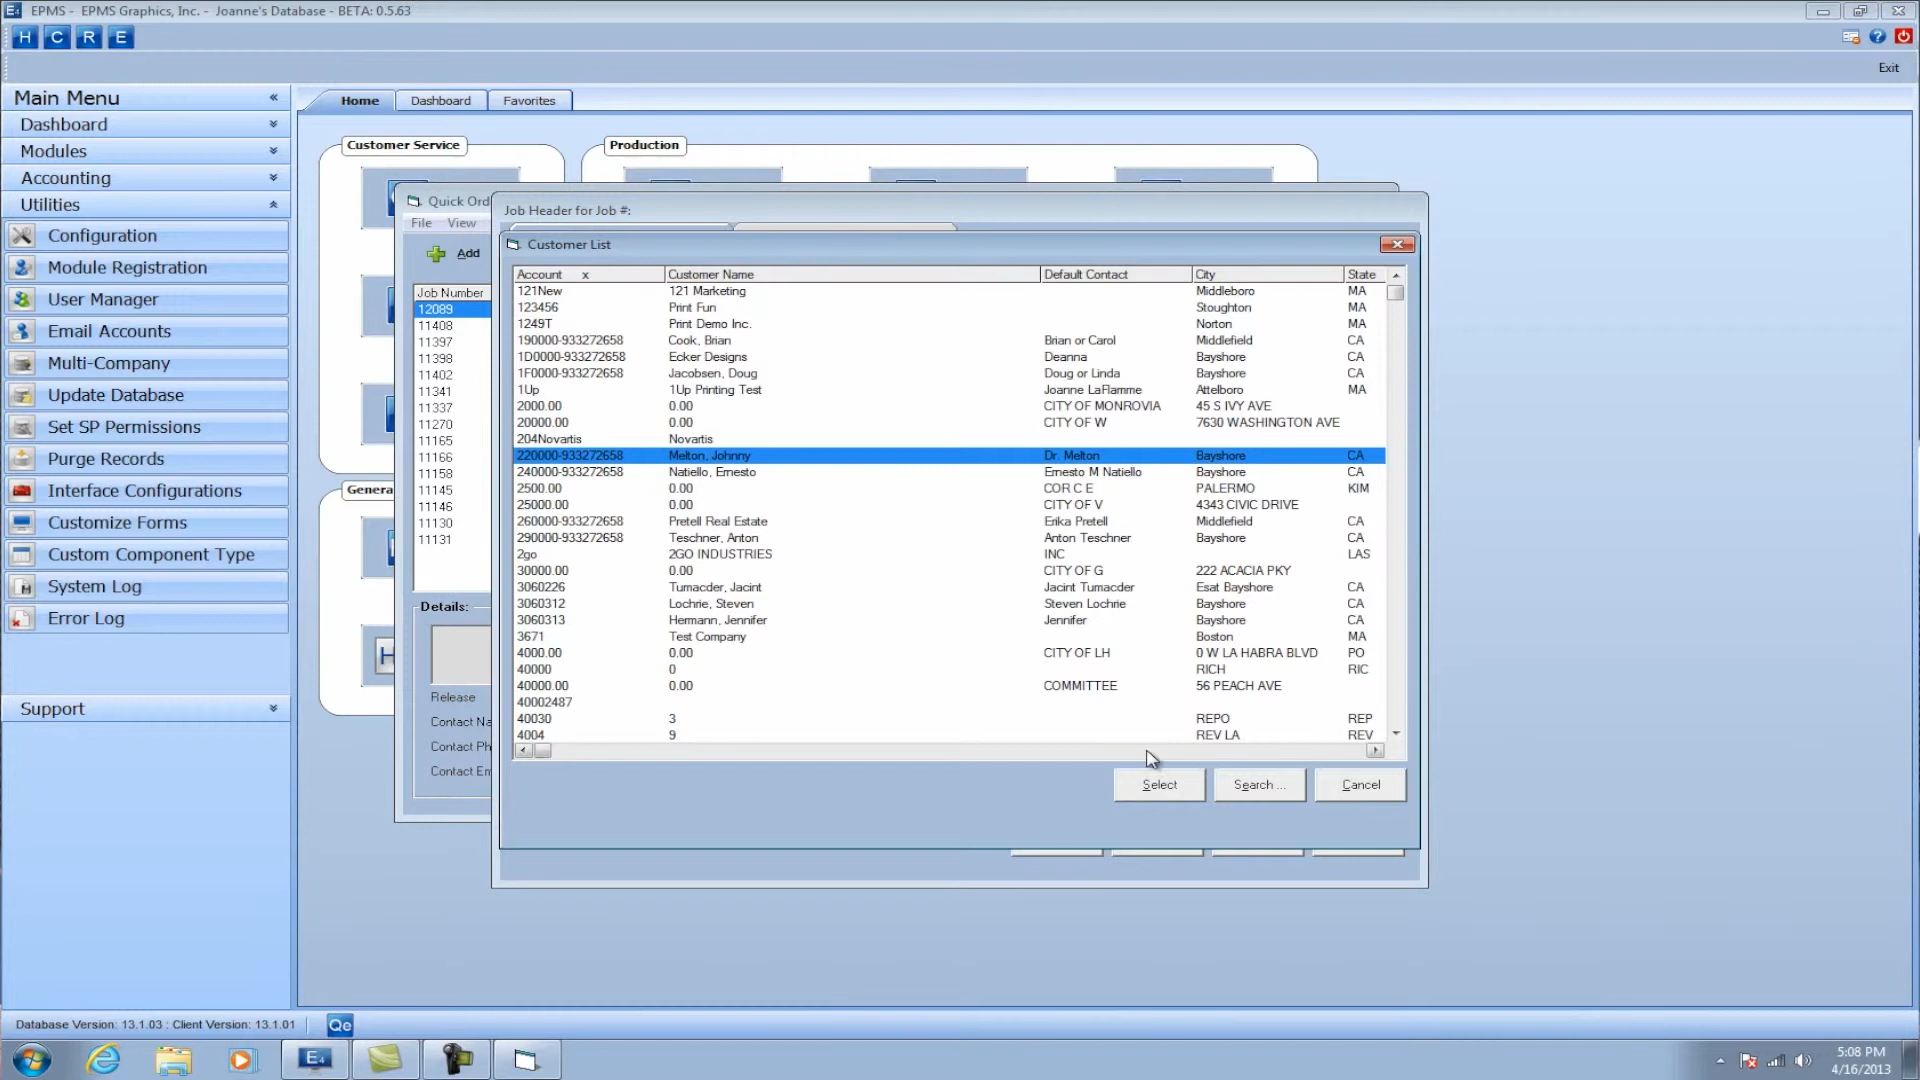 EPMS - EPMS Graphics, Inc. - Joanne's Database - BETA: 0.5.63
H C R E
Exit
Main Menu
Home Dashboard Favorites
Dashboard
Modules
Accounting
Utilities
Configuration
Module Registration
User Manager
Email Accounts
Multi-Company
Update Database
Set SP Permissions
Purge Records
Interface Configurations
Customize Forms
Custom Component Type
System Log
Error Log
Support
Customer Service
Production
Quick Ord
File View
Add
Job Number
12089
11408
11397
11398
11402
11341
11337
11270
11165
11166
11158
11145
11146
11130
11131
Details:
Release
Contact Na
Contact Ph
Contact Em
Genera
H
Job Header for Job #:
Customer List
Account x Customer Name Default Contact City State
121New 121 Marketing Middleboro MA
123456 Print Fun Stoughton MA
1249T Print Demo Inc. Norton MA
190000-933272658 Cook, Brian Brian or Carol Middlefield CA
1D0000-933272658 Ecker Designs Deanna Bayshore CA
1F0000-933272658 Jacobsen, Doug Doug or Linda Bayshore CA
1Up 1Up Printing Test Joanne LaFlamme Attelboro MA
2000.00 0.00 CITY OF MONROVIA 45 S IVY AVE
20000.00 0.00 CITY OF W 7630 WASHINGTON AVE
204Novartis Novartis
220000-933272658 Melton, Johnny Dr. Melton Bayshore CA
240000-933272658 Natiello, Ernesto Ernesto M Natiello Bayshore CA
2500.00 0.00 COR C E PALERMO KIM
25000.00 0.00 CITY OF V 4343 CIVIC DRIVE
260000-933272658 Pretell Real Estate Erika Pretell Middlefield CA
290000-933272658 Teschner, Anton Anton Teschner Bayshore CA
2go 2GO INDUSTRIES INC LAS
30000.00 0.00 CITY OF G 222 ACACIA PKY
3060226 Tumacder, Jacint Jacint Tumacder Esat Bayshore CA
3060312 Lochrie, Steven Steven Lochrie Bayshore CA
3060313 Hermann, Jennifer Jennifer Bayshore CA
3671 Test Company Boston MA
4000.00 0.00 CITY OF LH 0 W LA HABRA BLVD PO
40000 0 RICH RIC
40000.00 0.00 COMMITTEE 56 PEACH AVE
40002487
40030 3 REPO REP
4004 9 REV LA REV
Select Search ... Cancel
Database Version: 13.1.03 : Client Version: 13.1.01 Qe
E4
5:08 PM
4/16/2013